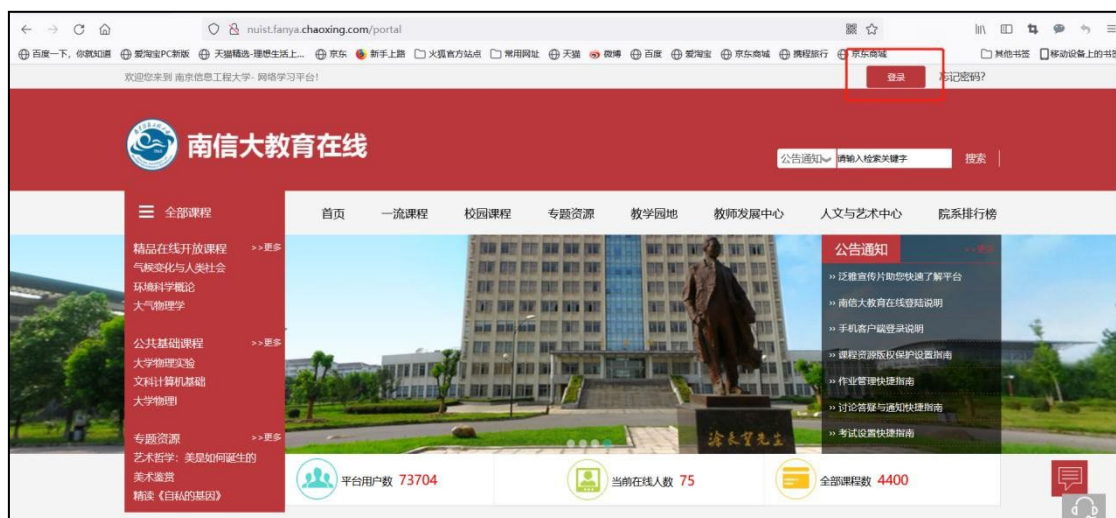 nuist.fanya.chaoxing.com/portal
百度一下，你就知道 爱淘宝PC新版 天猫精选-理想生活上... 京东 新手上路 火狐官方站点 常用网址 天猫 微博 百度 爱淘宝 京东商城 携程旅行 京东商城 其他书签 移动设备上的书签
欢迎您来到 南京信息工程大学- 网络学习平台! 登录 忘记密码?
南信大教育在线
公告通知 请输入检索关键字 搜索
全部课程 首页 一流课程 校园课程 专题资源 教学园地 教师发展中心 人文与艺术中心 院系排行榜
精品在线开放课程 >>更多
气候变化与人类社会
环境科学概论
大气物理学
公共基础课程 >>更多
大学物理实验
文科计算机基础
大学物理I
专题资源 >>更多
艺术哲学：美是如何诞生的
美术鉴赏
精读《自私的基因》
公告通知 >>更多
›› 泛雅宣传片助您快速了解平台
›› 南信大教育在线登陆说明
›› 手机客户端登录说明
›› 课程资源版权保护设置指南
›› 作业管理快捷指南
›› 讨论答疑与通知快捷指南
›› 考试设置快捷指南
涂长望先生
平台用户数 73704 当前在线人数 75 全部课程数 4400